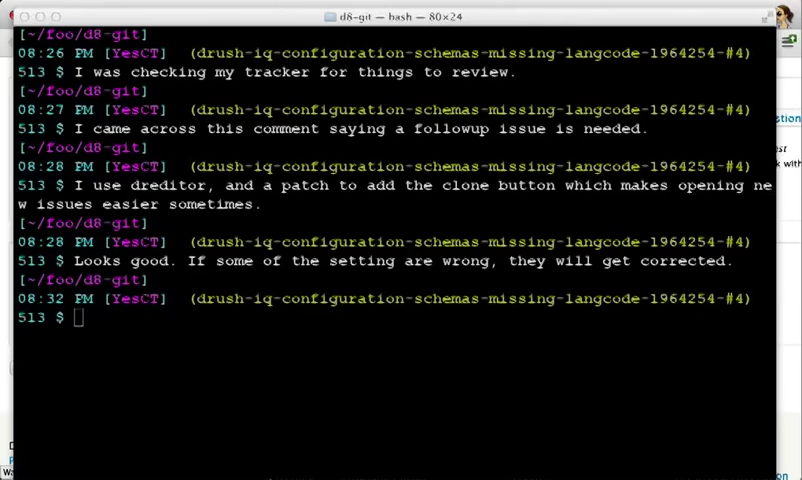 d8-git — bash — 80×24
[~/foo/d8-git]
08:26 PM [YesCT]  (drush-iq-configuration-schemas-missing-langcode-1964254-#4)
513 $ I was checking my tracker for things to review.
[~/foo/d8-git]
08:27 PM [YesCT]  (drush-iq-configuration-schemas-missing-langcode-1964254-#4)
513 $ I came across this comment saying a followup issue is needed.
[~/foo/d8-git]
08:28 PM [YesCT]  (drush-iq-configuration-schemas-missing-langcode-1964254-#4)
513 $ I use dreditor, and a patch to add the clone button which makes opening ne
w issues easier sometimes.
[~/foo/d8-git]
08:28 PM [YesCT]  (drush-iq-configuration-schemas-missing-langcode-1964254-#4)
513 $ Looks good. If some of the setting are wrong, they will get corrected.
[~/foo/d8-git]
08:32 PM [YesCT]  (drush-iq-configuration-schemas-missing-langcode-1964254-#4)
513 $